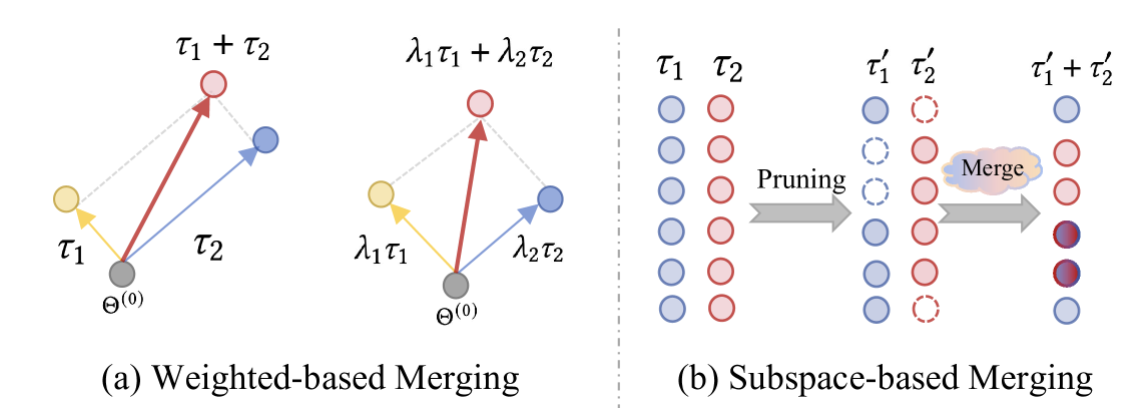 τ₁ + τ₂
τ₁
τ₂
Θ⁽⁰⁾
λ₁τ₁ + λ₂τ₂
λ₁τ₁
λ₂τ₂
Θ⁽⁰⁾
(a) Weighted-based Merging
τ₁ τ₂
Pruning
τ′₁ τ′₂
Merge
τ′₁ + τ′₂
(b) Subspace-based Merging